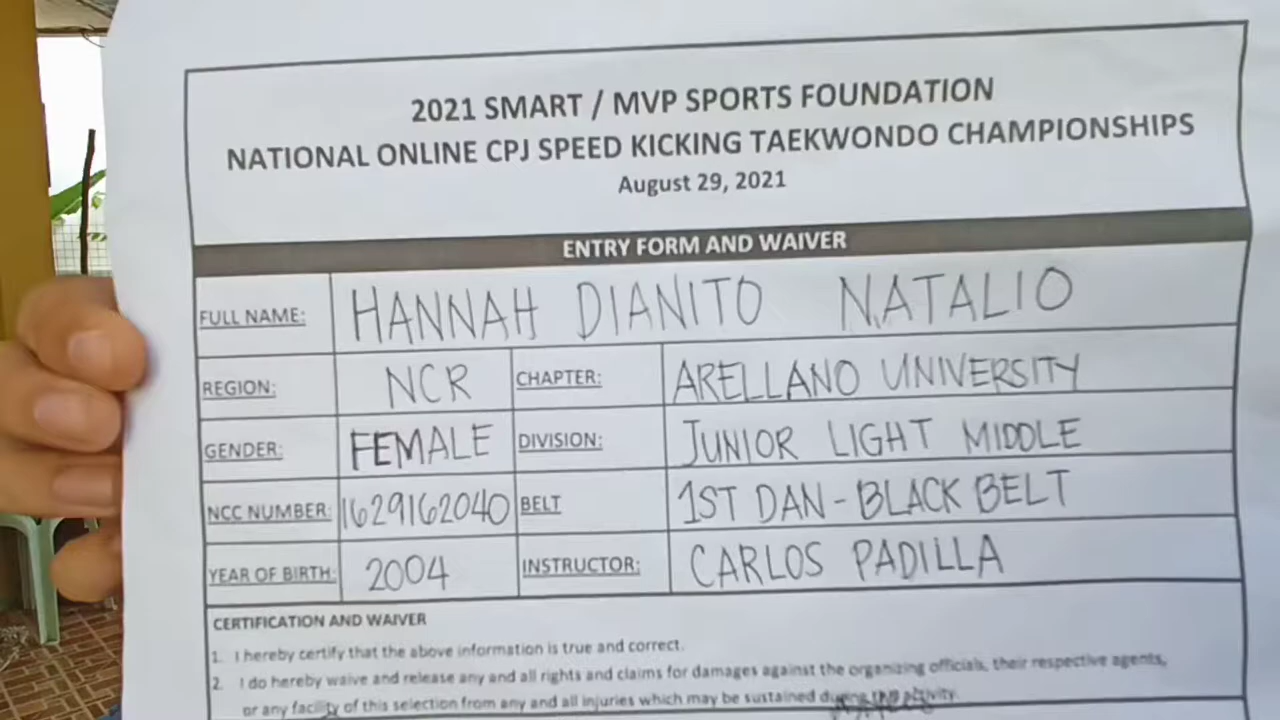 2021 SMART / MVP SPORTS FOUNDATION
NATIONAL ONLINE CPJ SPEED KICKING TAEKWONDO CHAMPIONSHIPS
August 29, 2021
ENTRY FORM AND WAIVER
FULL NAME: HANNAH DIANITO NATALIO
REGION: NCR CHAPTER: ARELLANO UNIVERSITY
GENDER: FEMALE DIVISION: JUNIOR LIGHT MIDDLE
NCC NUMBER: 1629162040 BELT 1ST DAN - BLACK BELT
YEAR OF BIRTH: 2004 INSTRUCTOR: CARLOS PADILLA
CERTIFICATION AND WAIVER
1. I hereby certify that the above information is true and correct.
2. I do hereby waive and release any and all rights and claims for damages against the organizing officials, their respective agents,
or any facility of this selection from any and all injuries which may be sustained during the activity.